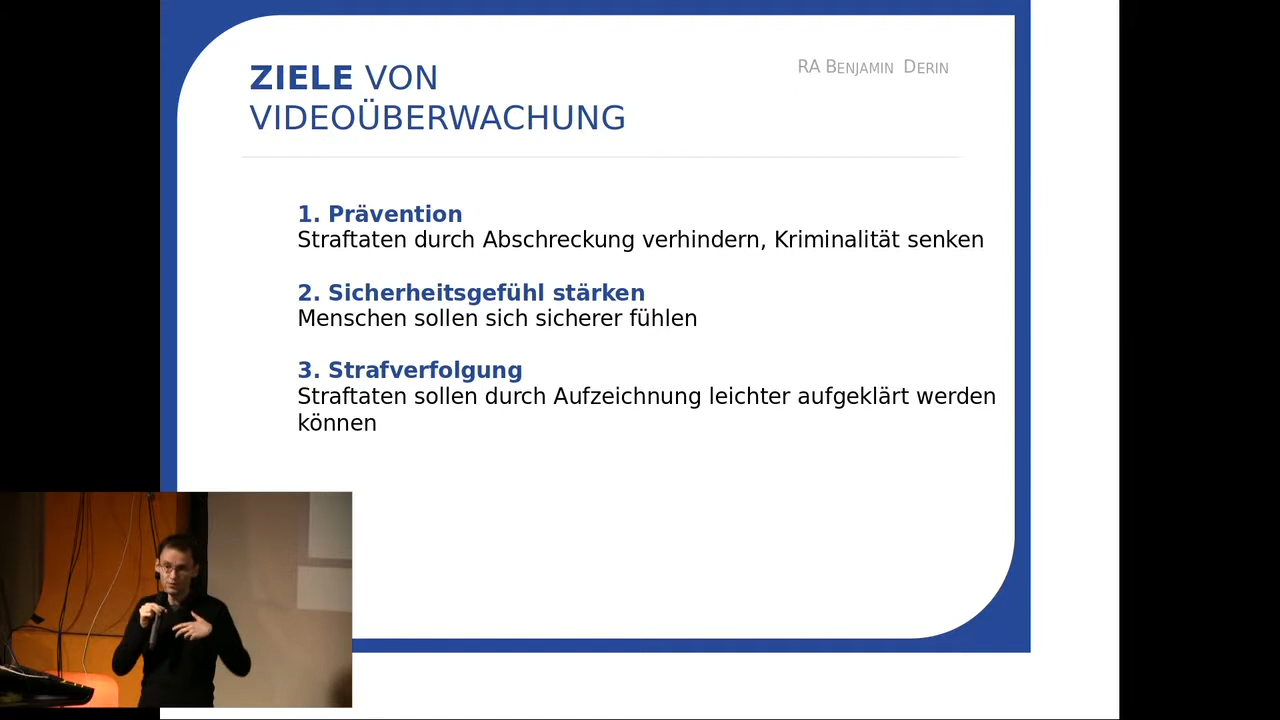 ZIELE VON
VIDEOÜBERWACHUNG
RA BENJAMIN DERIN
1. Prävention
Straftaten durch Abschreckung verhindern, Kriminalität senken
2. Sicherheitsgefühl stärken
Menschen sollen sich sicherer fühlen
3. Strafverfolgung
Straftaten sollen durch Aufzeichnung leichter aufgeklärt werden
können